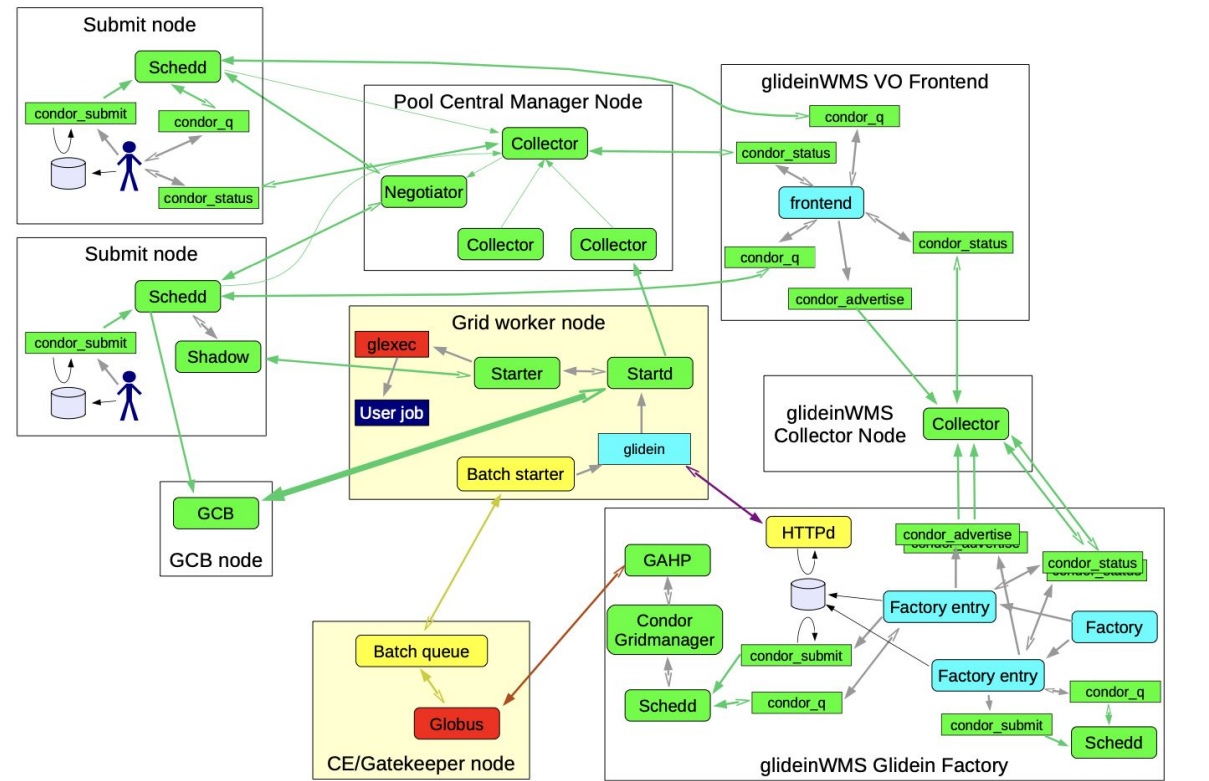 Submit node
Schedd
condor_submit
condor_q
condor_status
Pool Central Manager Node
Collector
Negotiator
Collector
Collector
glideinWMS VO Frontend
condor_q
condor_status
frontend
condor_q
condor_status
condor_advertise
Submit node
Schedd
condor_submit
Shadow
Grid worker node
glexec
Starter
Startd
User job
glidein
Batch starter
glideinWMS
Collector Node
Collector
GCB
GCB node
HTTPd
condor_advertise
condor_advertise
condor_status
condor_status
GAHP
Condor
Gridmanager
Factory entry
Factory
condor_submit
Factory entry
Schedd
condor_q
condor_q
condor_submit
Schedd
glideinWMS Glidein Factory
Batch queue
Globus
CE/Gatekeeper node